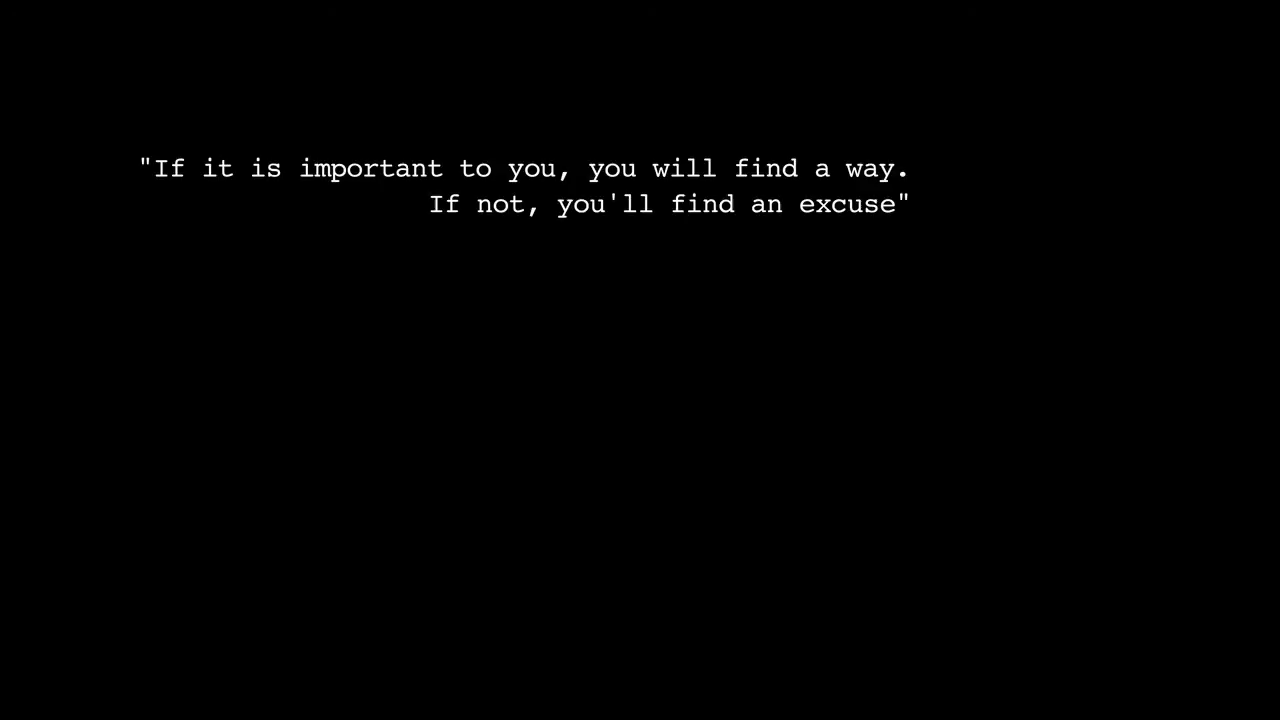 "If it is important to you, you will find a way.
If not, you'll find an excuse"